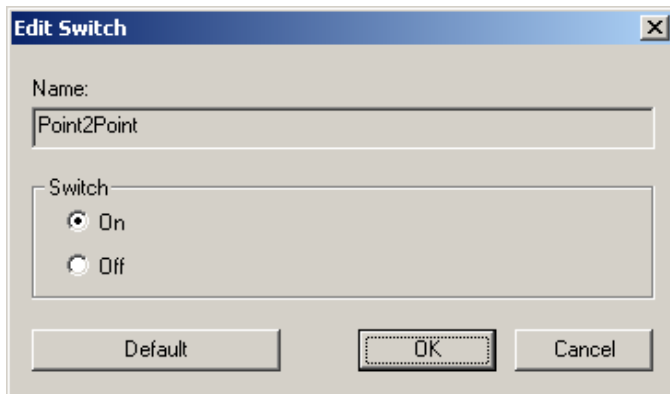 Edit Switch
Name:
Point2Point
Switch
On
Off
Default OK Cancel